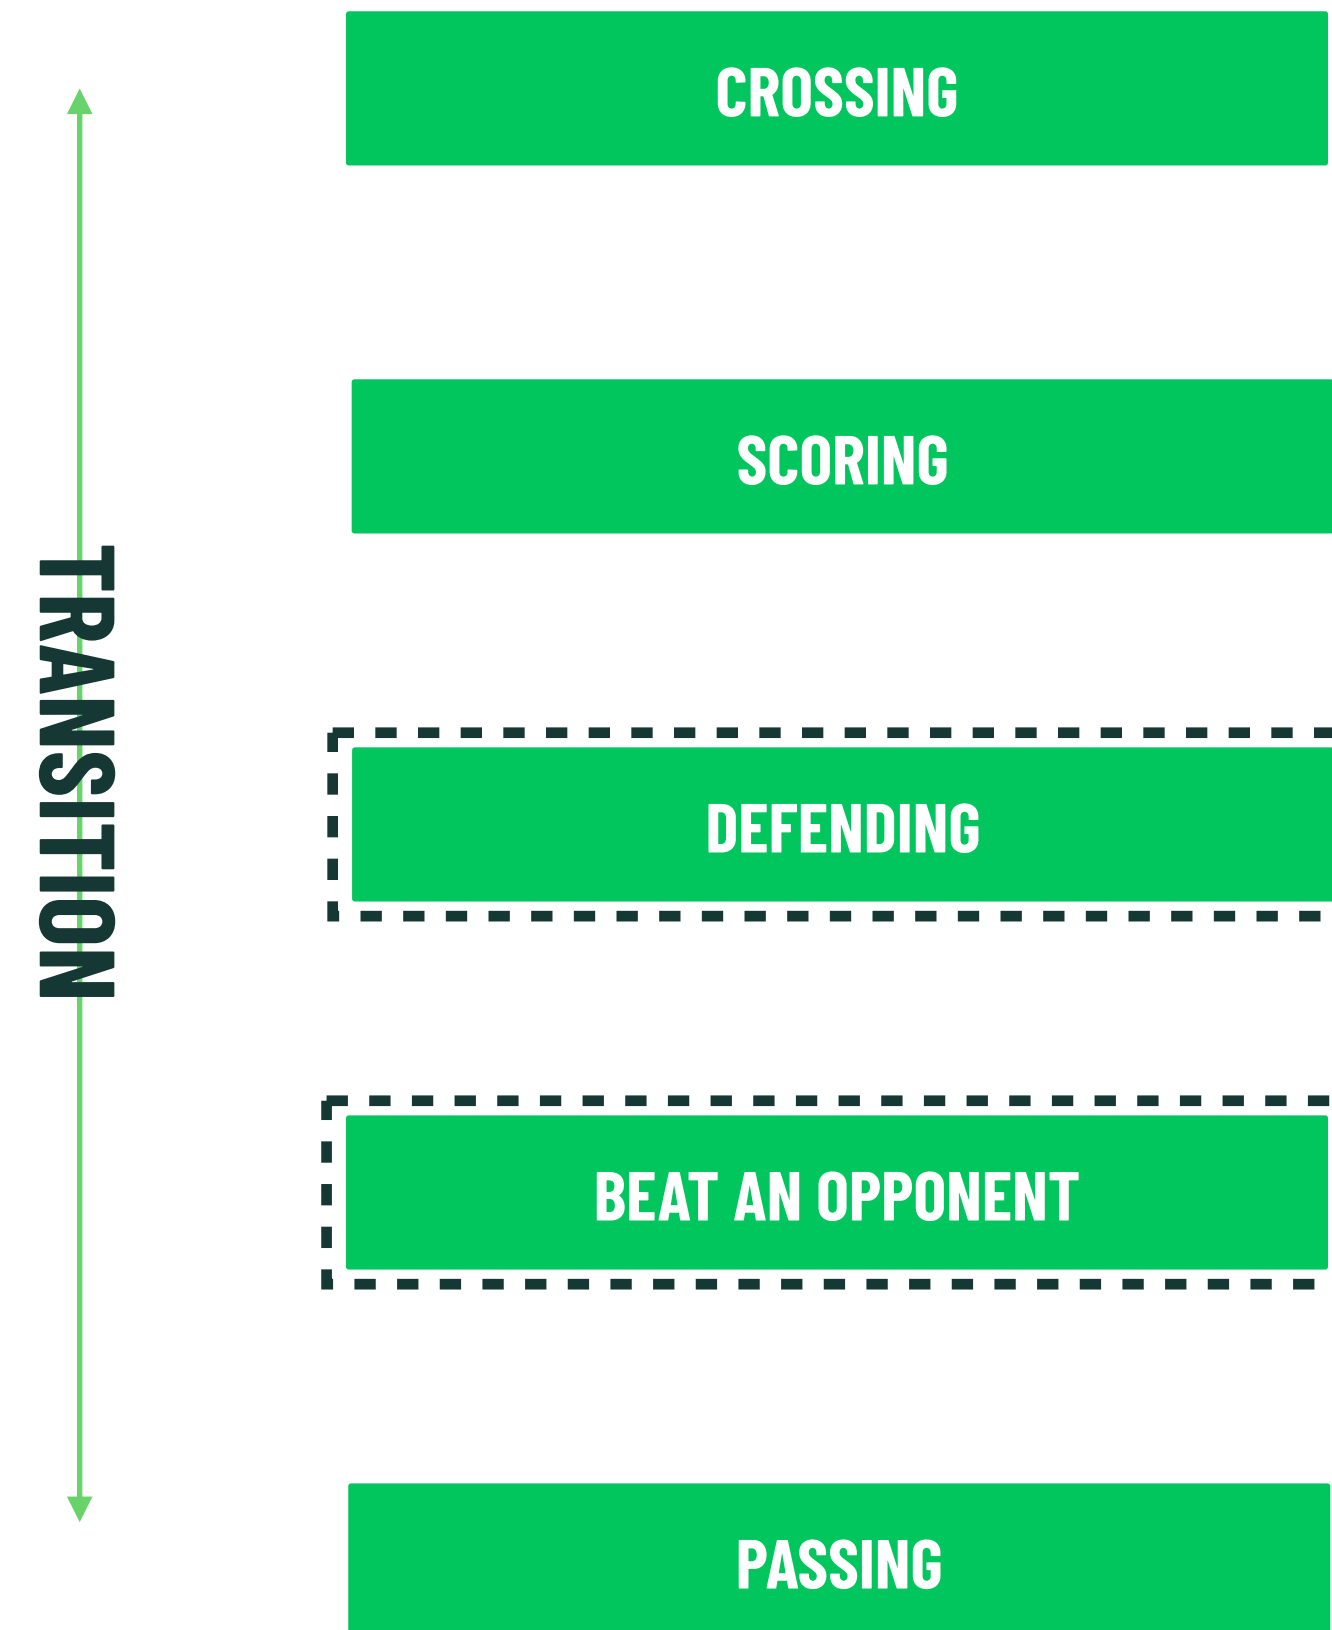 CROSSING
SCORING
TRANSITION
DEFENDING
BEAT AN OPPONENT
PASSING